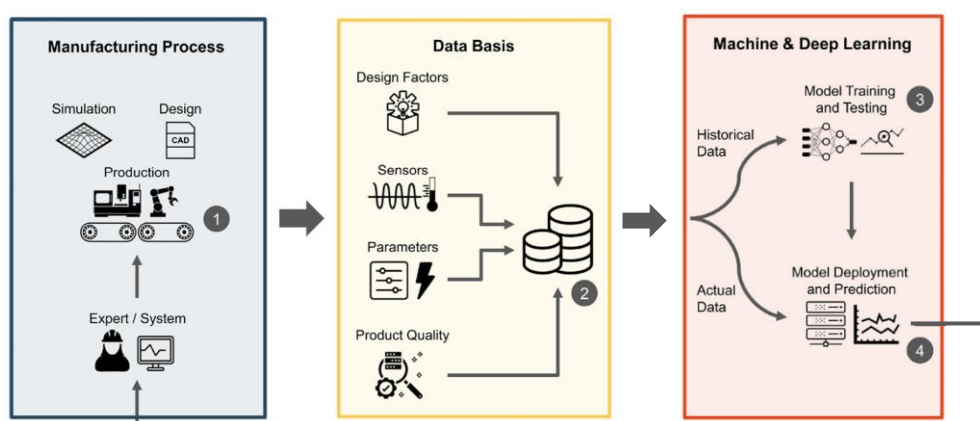 Manufacturing Process
Simulation
Design
CAD
Production
1
Expert / System
Data Basis
Design Factors
Sensors
Parameters
2
Product Quality
Machine & Deep Learning
Model Training
and Testing
3
Historical
Data
Actual
Data
Model Deployment
and Prediction
4